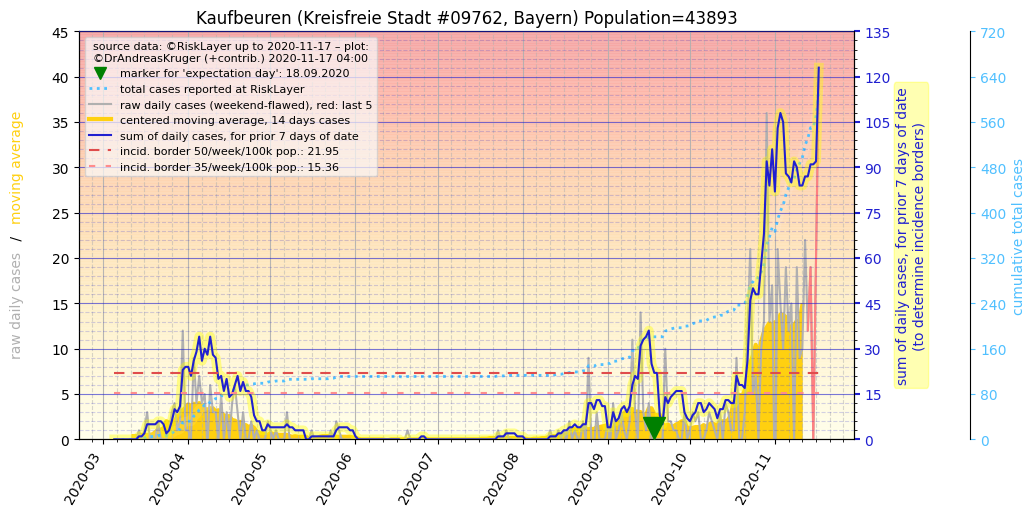 Kaufbeuren (Kreisfreie Stadt #09762, Bayern) Population=43893
source data: ©RiskLayer up to 2020-11-17 – plot:
©DrAndreasKruger (+contrib.) 2020-11-17 04:00
marker for 'expectation day': 18.09.2020
total cases reported at RiskLayer
raw daily cases (weekend-flawed), red: last 5
centered moving average, 14 days cases
sum of daily cases, for prior 7 days of date
incid. border 50/week/100k pop.: 21.95
incid. border 35/week/100k pop.: 15.36
raw daily cases / moving average
45
40
35
30
25
20
15
10
5
0
2020-03
2020-04
2020-05
2020-06
2020-07
2020-08
2020-09
2020-10
2020-11
135
120
105
90
75
60
45
30
15
0
sum of daily cases, for prior 7 days of date
(to determine incidence borders)
720
640
560
480
400
320
240
160
80
0
cumulative total cases